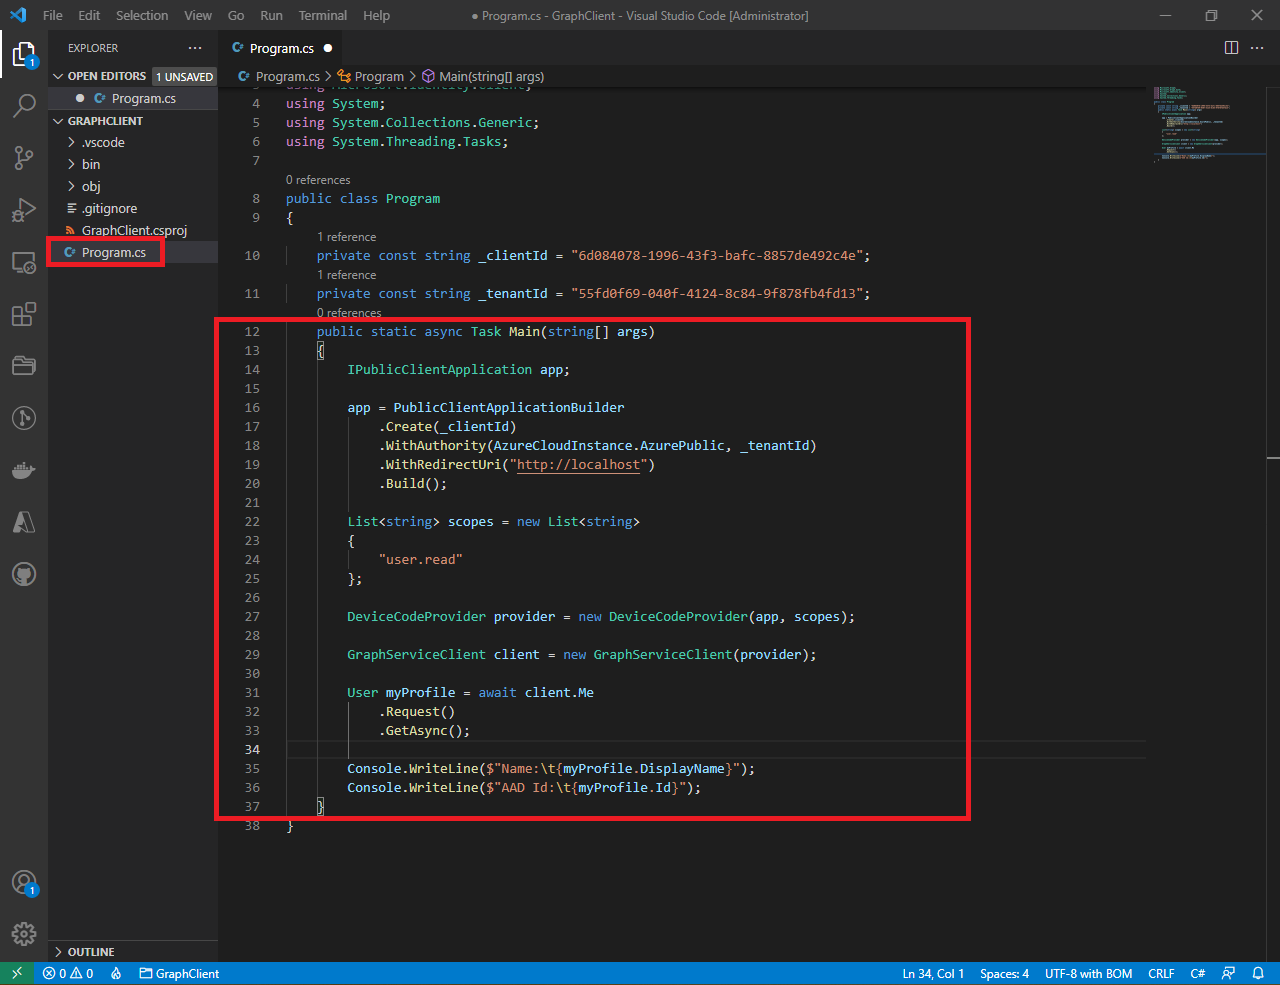 File Edit Selection View Go Run Terminal Help
● Program.cs - GraphClient - Visual Studio Code [Administrator]
EXPLORER
Program.cs
OPEN EDITORS 1 UNSAVED
Program.cs
GRAPHCLIENT
.vscode
bin
obj
.gitignore
GraphClient.csproj
Program.cs
OUTLINE
Program.cs > Program > Main(string[] args)
3 using Microsoft.Identity.Client;
4 using System;
5 using System.Collections.Generic;
6 using System.Threading.Tasks;
7
0 references
8 public class Program
9 {
1 reference
10 private const string _clientId = "6d084078-1996-43f3-bafc-8857de492c4e";
1 reference
11 private const string _tenantId = "55fd0f69-040f-4124-8c84-9f878fb4fd13";
0 references
12 public static async Task Main(string[] args)
13 {
14 IPublicClientApplication app;
15
16 app = PublicClientApplicationBuilder
17 .Create(_clientId)
18 .WithAuthority(AzureCloudInstance.AzurePublic, _tenantId)
19 .WithRedirectUri("http://localhost")
20 .Build();
21
22 List<string> scopes = new List<string>
23 {
24 "user.read"
25 };
26
27 DeviceCodeProvider provider = new DeviceCodeProvider(app, scopes);
28
29 GraphServiceClient client = new GraphServiceClient(provider);
30
31 User myProfile = await client.Me
32 .Request()
33 .GetAsync();
34
35 Console.WriteLine($"Name:\t{myProfile.DisplayName}");
36 Console.WriteLine($"AAD Id:\t{myProfile.Id}");
37 }
38 }
1
1
0 0 GraphClient Ln 34, Col 1 Spaces: 4 UTF-8 with BOM CRLF C#